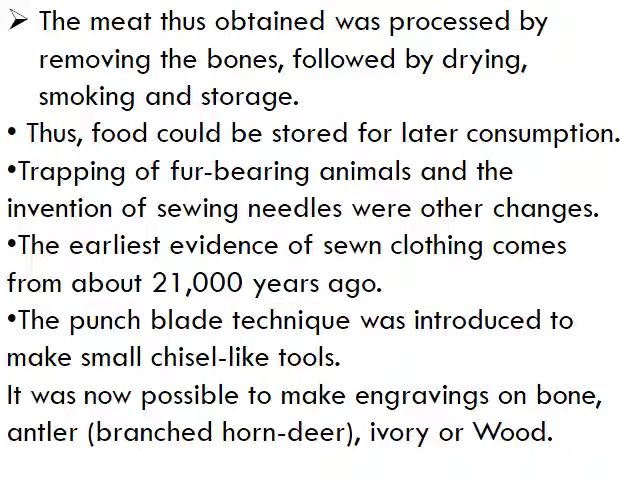 ➢ The meat thus obtained was processed by
removing the bones, followed by drying,
smoking and storage.
• Thus, food could be stored for later consumption.
•Trapping of fur-bearing animals and the
invention of sewing needles were other changes.
•The earliest evidence of sewn clothing comes
from about 21,000 years ago.
•The punch blade technique was introduced to
make small chisel-like tools.
It was now possible to make engravings on bone,
antler (branched horn-deer), ivory or Wood.